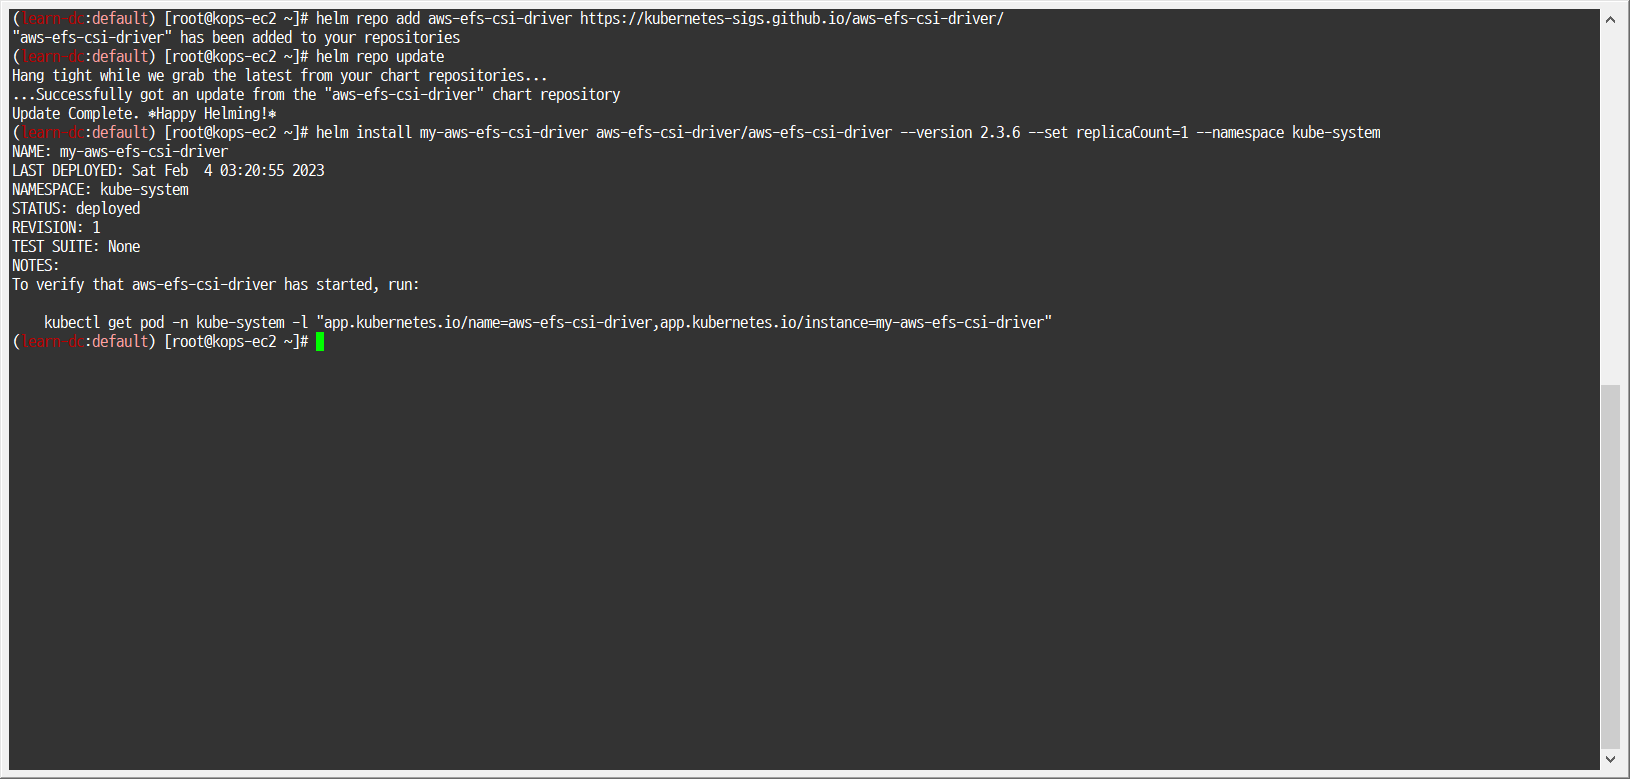 (learn-dc:default) [root@kops-ec2 ~]# helm repo add aws-efs-csi-driver https://kubernetes-sigs.github.io/aws-efs-csi-driver/
"aws-efs-csi-driver" has been added to your repositories
(learn-dc:default) [root@kops-ec2 ~]# helm repo update
Hang tight while we grab the latest from your chart repositories...
...Successfully got an update from the "aws-efs-csi-driver" chart repository
Update Complete. ⎈Happy Helming!⎈
(learn-dc:default) [root@kops-ec2 ~]# helm install my-aws-efs-csi-driver aws-efs-csi-driver/aws-efs-csi-driver --version 2.3.6 --set replicaCount=1 --namespace kube-system
NAME: my-aws-efs-csi-driver
LAST DEPLOYED: Sat Feb  4 03:20:55 2023
NAMESPACE: kube-system
STATUS: deployed
REVISION: 1
TEST SUITE: None
NOTES:
To verify that aws-efs-csi-driver has started, run:
    kubectl get pod -n kube-system -l "app.kubernetes.io/name=aws-efs-csi-driver,app.kubernetes.io/instance=my-aws-efs-csi-driver"
(learn-dc:default) [root@kops-ec2 ~]#